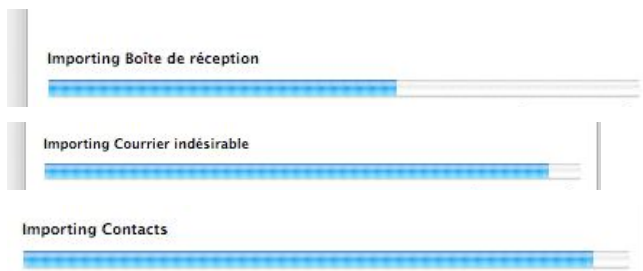 Importing Boîte de réception
Importing Courrier indésirable
Importing Contacts